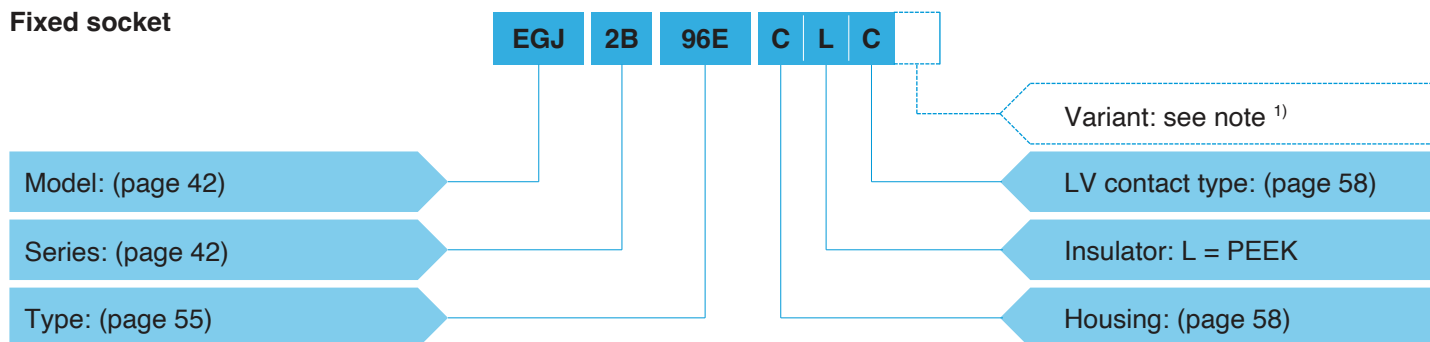 Fixed socket
EGJ 2B 96E C L C
Variant: see note 1)
Model: (page 42)
LV contact type: (page 58)
Series: (page 42)
Insulator: L = PEEK
Type: (page 55)
Housing: (page 58)